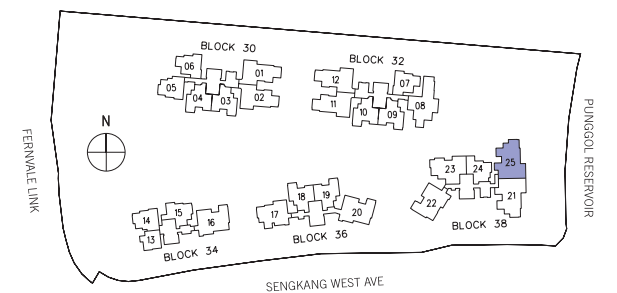 BLOCK 30
06
01
05
04
03
02
BLOCK 32
12
07
11
10
09
08
N
FERNVALE LINK
PUNGGOL RESERVOIR
25
23
24
22
21
BLOCK 38
14
15
16
13
BLOCK 34
18
19
17
20
BLOCK 36
SENGKANG WEST AVE